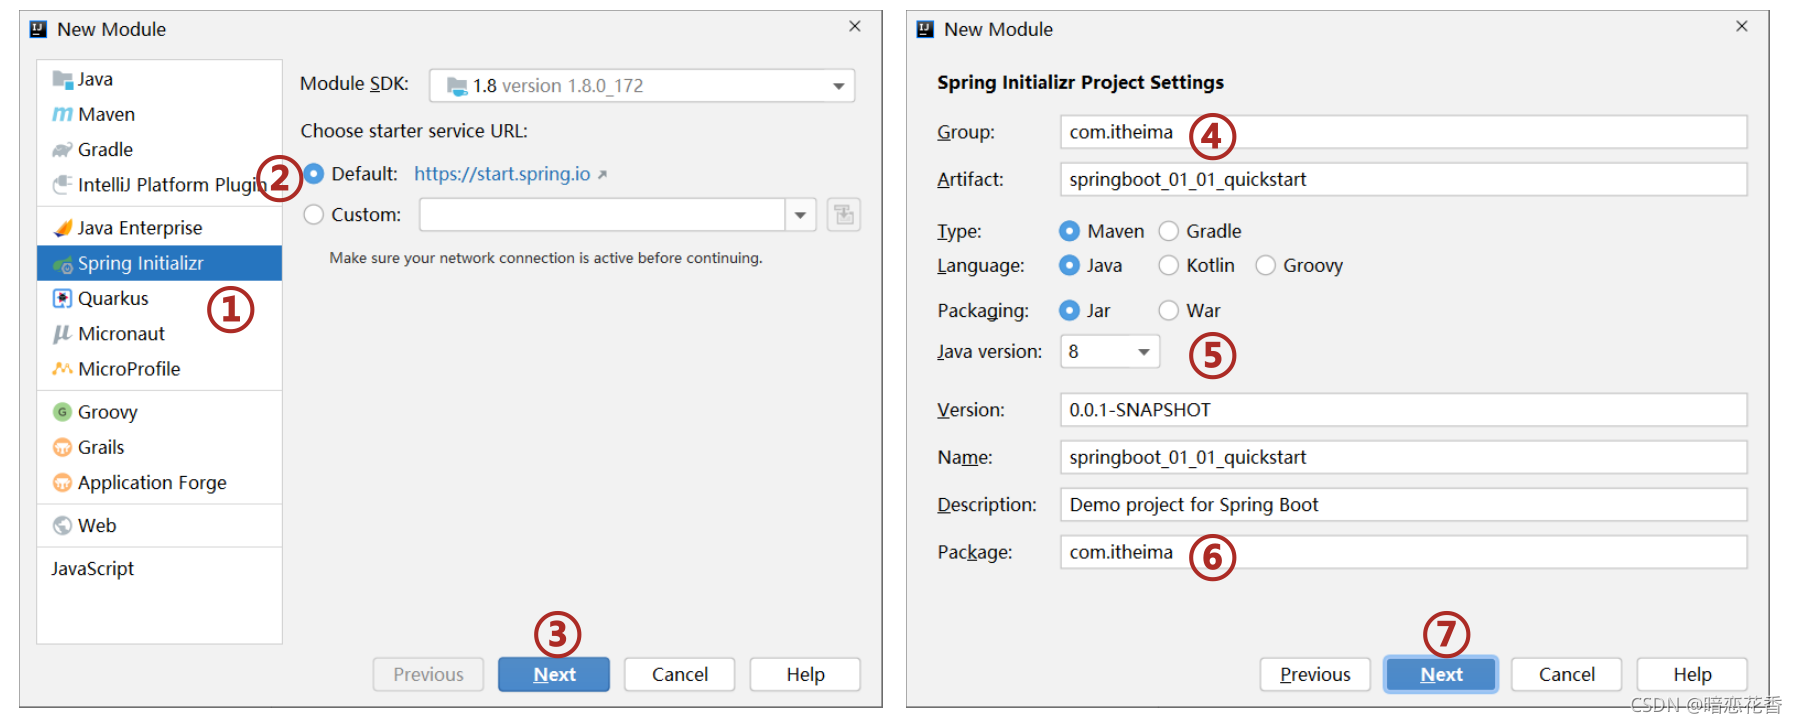 New Module
Java
Maven
Gradle
IntelliJ Platform Plugin
Java Enterprise
Spring Initializr
Quarkus
Micronaut
MicroProfile
Groovy
Grails
Application Forge
Web
JavaScript
①
Module SDK: 1.8 version 1.8.0_172
Choose starter service URL:
② Default: https://start.spring.io
Custom:
Make sure your network connection is active before continuing.
③
Previous Next Cancel Help
New Module
Spring Initializr Project Settings
Group: com.itheima ④
Artifact: springboot_01_01_quickstart
Type: Maven Gradle
Language: Java Kotlin Groovy
Packaging: Jar War
Java version: 8 ⑤
Version: 0.0.1-SNAPSHOT
Name: springboot_01_01_quickstart
Description: Demo project for Spring Boot
Package: com.itheima ⑥
⑦
Previous Next Cancel Help
CSDN @暗恋花香